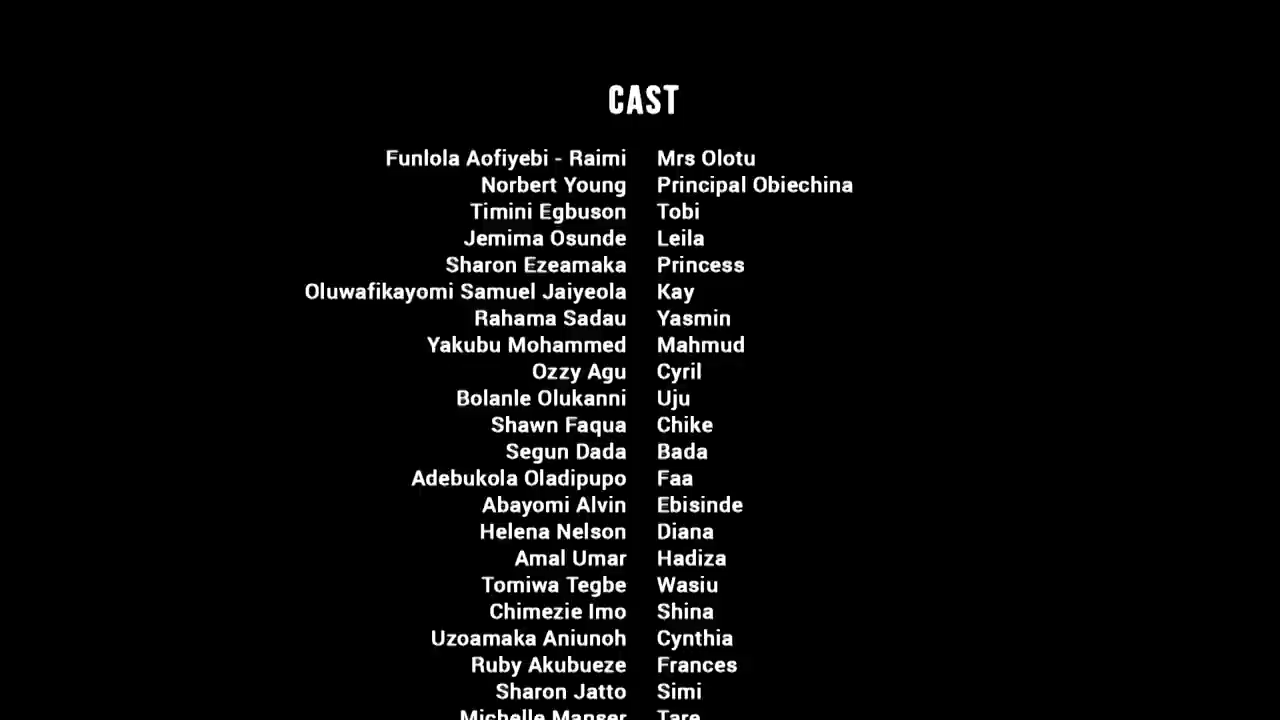 CAST
Funlola Aofiyebi - Raimi Mrs Olotu
Norbert Young Principal Obiechina
Timini Egbuson Tobi
Jemima Osunde Leila
Sharon Ezeamaka Princess
Oluwafikayomi Samuel Jaiyeola Kay
Rahama Sadau Yasmin
Yakubu Mohammed Mahmud
Ozzy Agu Cyril
Bolanle Olukanni Uju
Shawn Faqua Chike
Segun Dada Bada
Adebukola Oladipupo Faa
Abayomi Alvin Ebisinde
Helena Nelson Diana
Amal Umar Hadiza
Tomiwa Tegbe Wasiu
Chimezie Imo Shina
Uzoamaka Aniunoh Cynthia
Ruby Akubueze Frances
Sharon Jatto Simi
Michelle Manser Tare